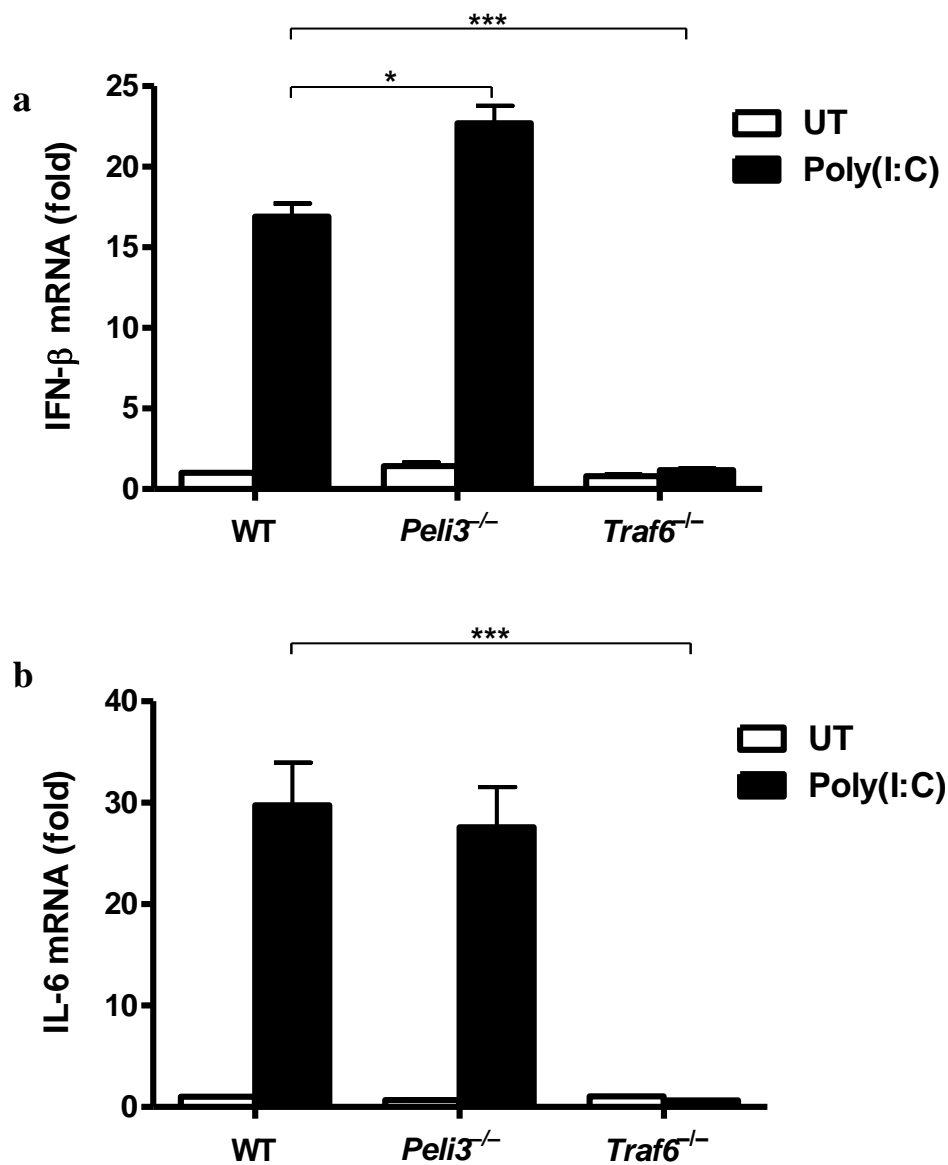 ***
*
a
25
20
15
10
5
0
IFN-β mRNA (fold)
UT
Poly(I:C)
WT
Peli3–/–
Traf6–/–
***
b
40
30
20
10
0
IL-6 mRNA (fold)
UT
Poly(I:C)
WT
Peli3–/–
Traf6–/–